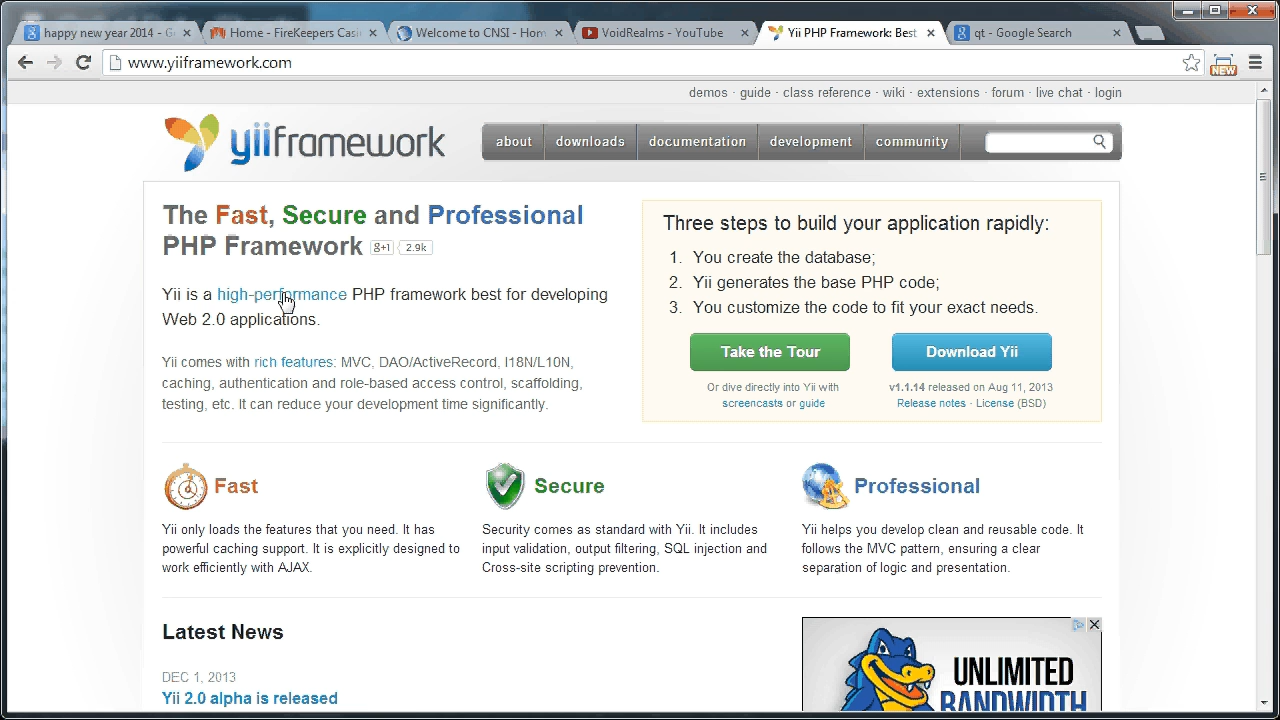 happy new year 2014 - G
Home - FireKeepers Casi
Welcome to CNSI - Hom
VoidRealms - YouTube
Yii PHP Framework: Best
qt - Google Search
www.yiiframework.com
NEW
demos · guide · class reference · wiki · extensions · forum · live chat · login
yiiframework
about
downloads
documentation
development
community
The Fast, Secure and Professional
PHP Framework
g+1
2.9k
Yii is a high-performance PHP framework best for developing
Web 2.0 applications.
Yii comes with rich features: MVC, DAO/ActiveRecord, I18N/L10N,
caching, authentication and role-based access control, scaffolding,
testing, etc. It can reduce your development time significantly.
Three steps to build your application rapidly:
1. You create the database;
2. Yii generates the base PHP code;
3. You customize the code to fit your exact needs.
Take the Tour
Or dive directly into Yii with
screencasts or guide
Download Yii
v1.1.14 released on Aug 11, 2013
Release notes - License (BSD)
Fast
Yii only loads the features that you need. It has
powerful caching support. It is explicitly designed to
work efficiently with AJAX.
Secure
Security comes as standard with Yii. It includes
input validation, output filtering, SQL injection and
Cross-site scripting prevention.
Professional
Yii helps you develop clean and reusable code. It
follows the MVC pattern, ensuring a clear
separation of logic and presentation.
Latest News
DEC 1, 2013
Yii 2.0 alpha is released
UNLIMITED
BANDWIDTH